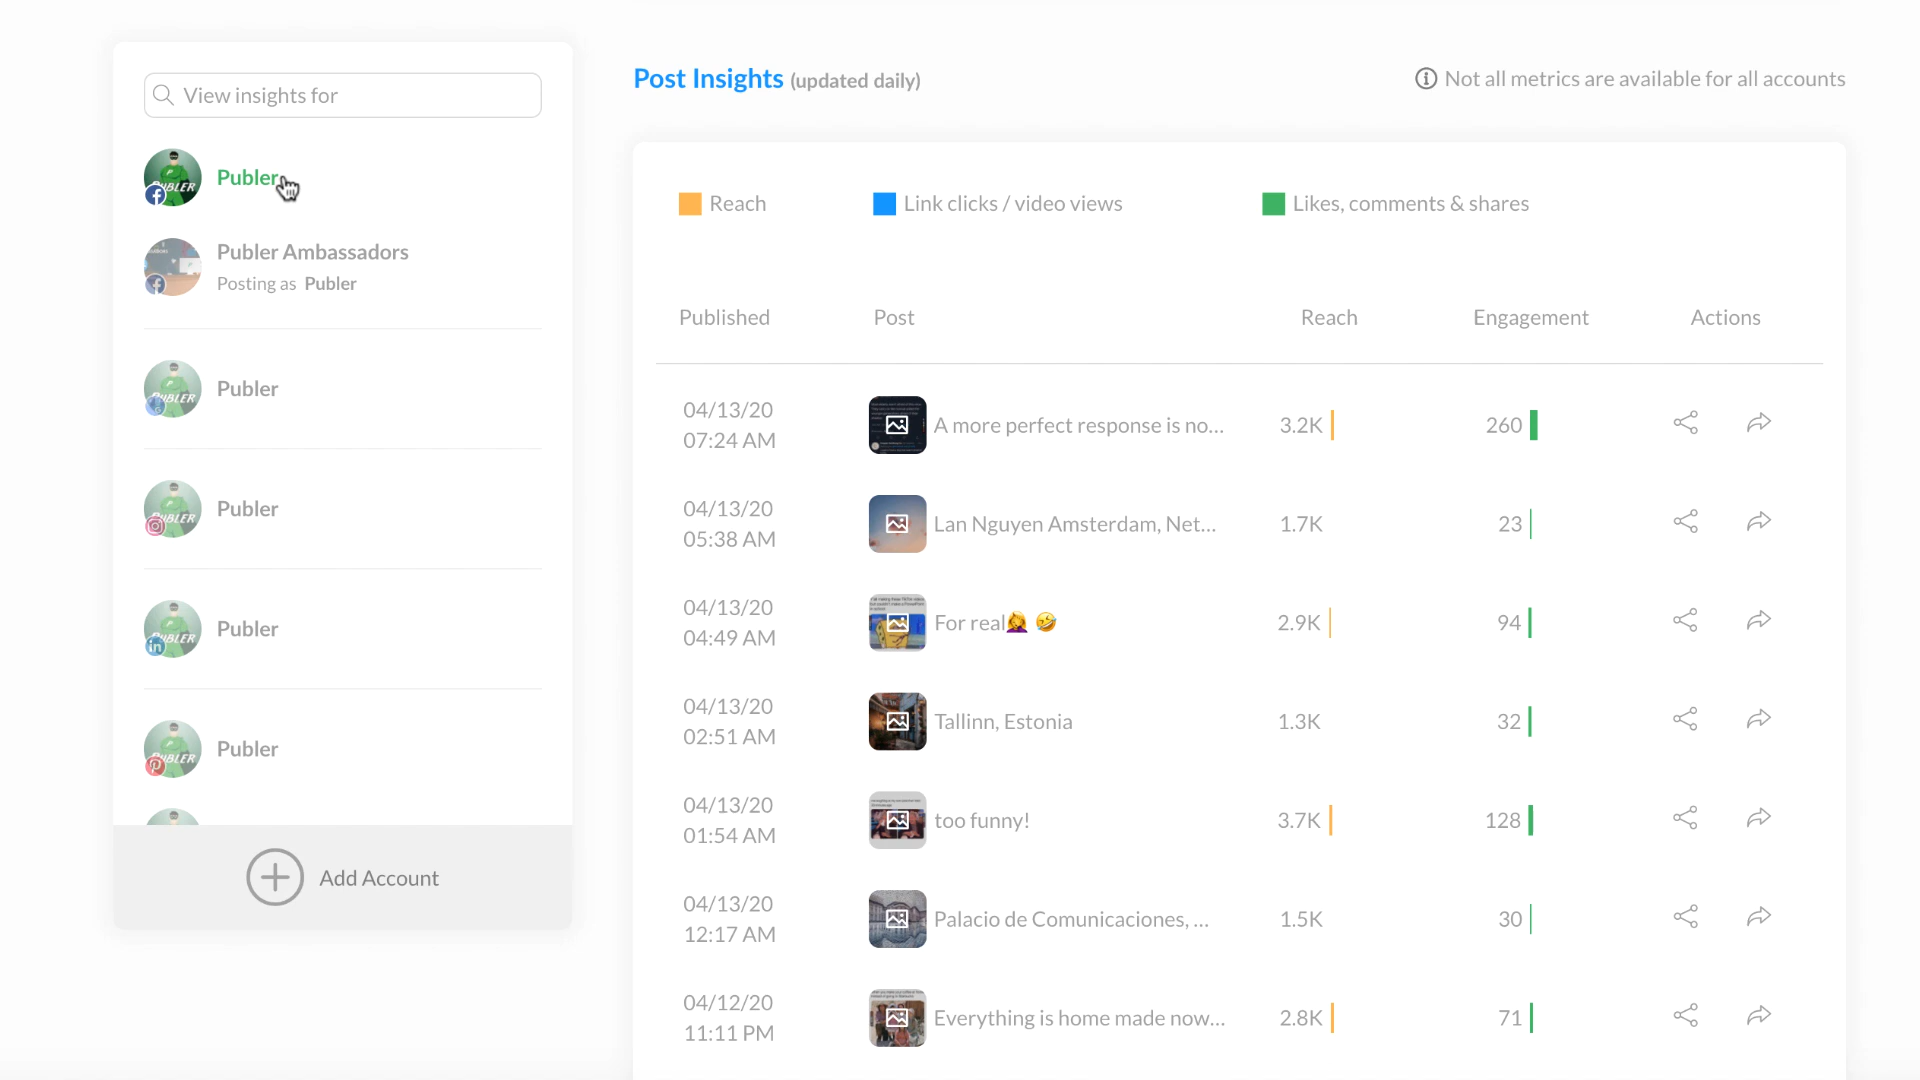 View insights for
Publer
Publer Ambassadors
Posting as Publer
Publer
Publer
Publer
Publer
Add Account
Post Insights (updated daily)
Not all metrics are available for all accounts
Reach
Link clicks / video views
Likes, comments & shares
Published Post Reach Engagement Actions
04/13/20
07:24 AM
A more perfect response is no... 3.2K 260
04/13/20
05:38 AM
Lan Nguyen Amsterdam, Net... 1.7K 23
04/13/20
04:49 AM
For real🤦‍♀️ 🤣 2.9K 94
04/13/20
02:51 AM
Tallinn, Estonia 1.3K 32
04/13/20
01:54 AM
too funny! 3.7K 128
04/13/20
12:17 AM
Palacio de Comunicaciones, ... 1.5K 30
04/12/20
11:11 PM
Everything is home made now... 2.8K 71